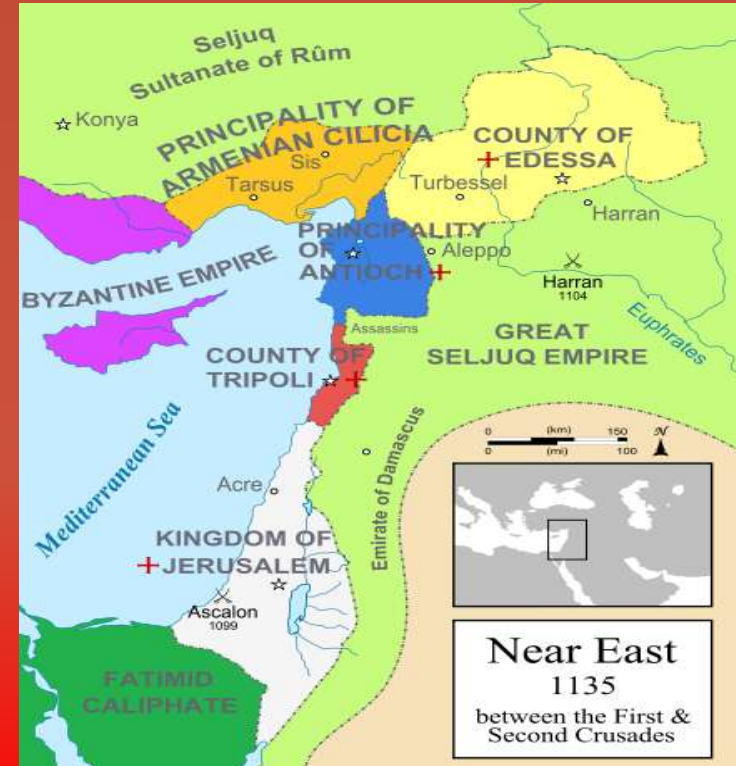 Seljuq
Sultanate of Rûm
Konya
PRINCIPALITY OF
ARMENIAN CILICIA
Sis
Tarsus
COUNTY OF
EDESSA
Turbessel
Harran
PRINCIPALITY
OF
ANTIOCH
Aleppo
Harran
1104
BYZANTINE EMPIRE
Assassins
GREAT
SELJUQ EMPIRE
Euphrates
COUNTY OF
TRIPOLI
Mediterranean Sea
Emirate of Damascus
0 (km) 150 N
0 (mi) 100
Acre
KINGDOM OF
JERUSALEM
Ascalon
1099
FATIMID
CALIPHATE
Near East
1135
between the First &
Second Crusades